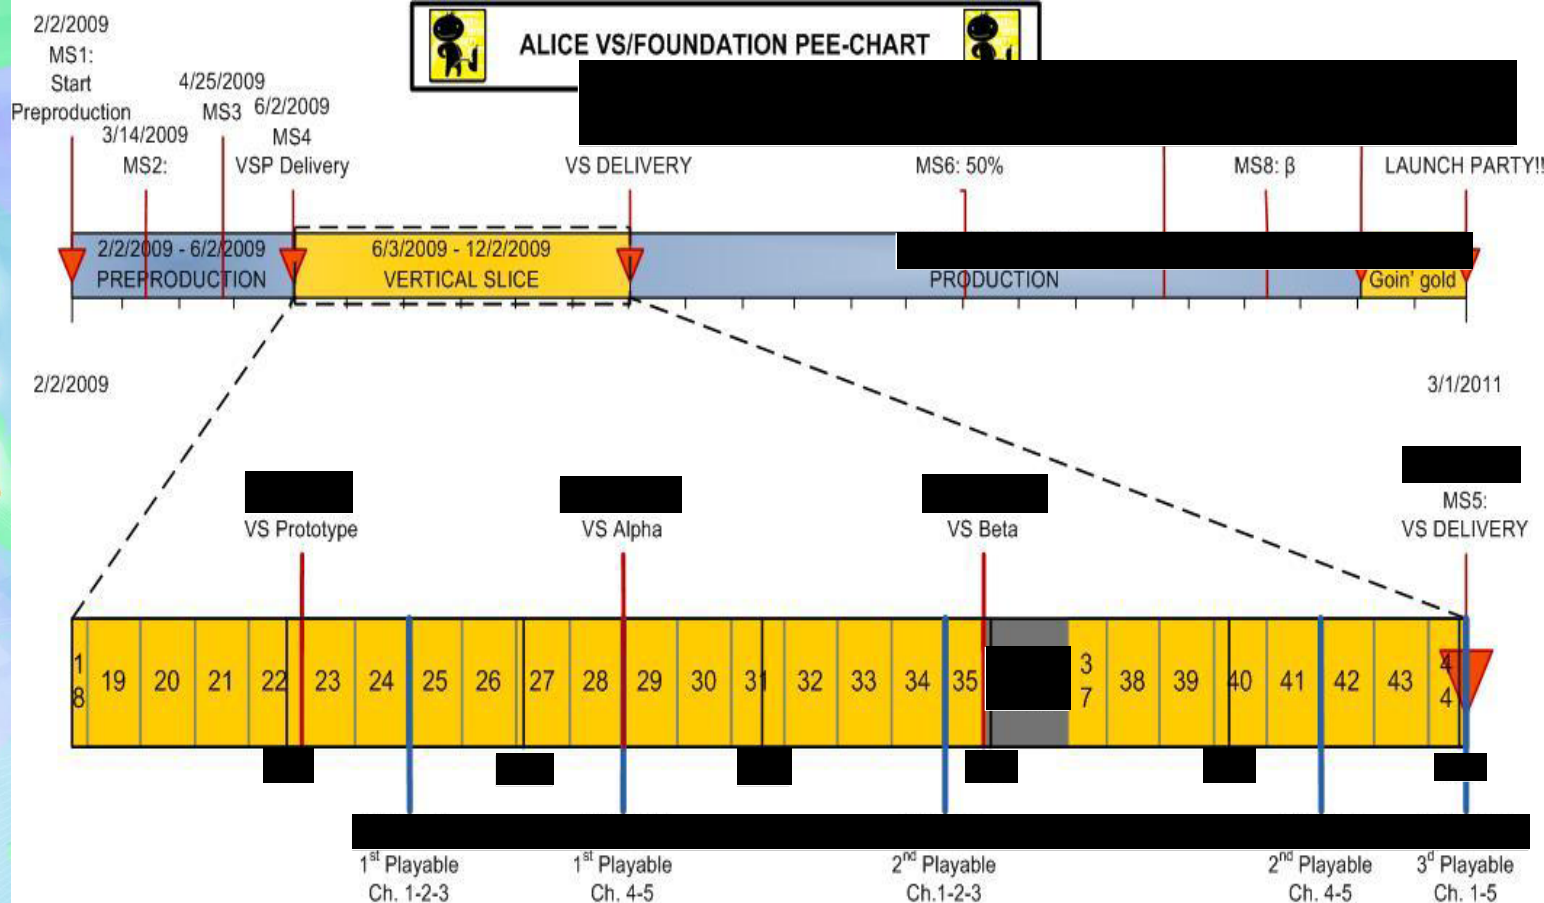 ALICE VS/FOUNDATION PEE-CHART
2/2/2009
MS1:
Start
Preproduction
3/14/2009
MS2:
4/25/2009
MS3
6/2/2009
MS4
VSP Delivery
VS DELIVERY
MS6: 50%
MS8: β
LAUNCH PARTY!!
2/2/2009 - 6/2/2009
PREPRODUCTION
6/3/2009 - 12/2/2009
VERTICAL SLICE
PRODUCTION
Goin' gold
2/2/2009
3/1/2011
VS Prototype
VS Alpha
VS Beta
MS5:
VS DELIVERY
18 19 20 21 22 23 24 25 26 27 28 29 30 31 32 33 34 35 37 38 39 40 41 42 43 44
1st Playable
Ch. 1-2-3
1st Playable
Ch. 4-5
2nd Playable
Ch.1-2-3
2nd Playable
Ch. 4-5
3d Playable
Ch. 1-5